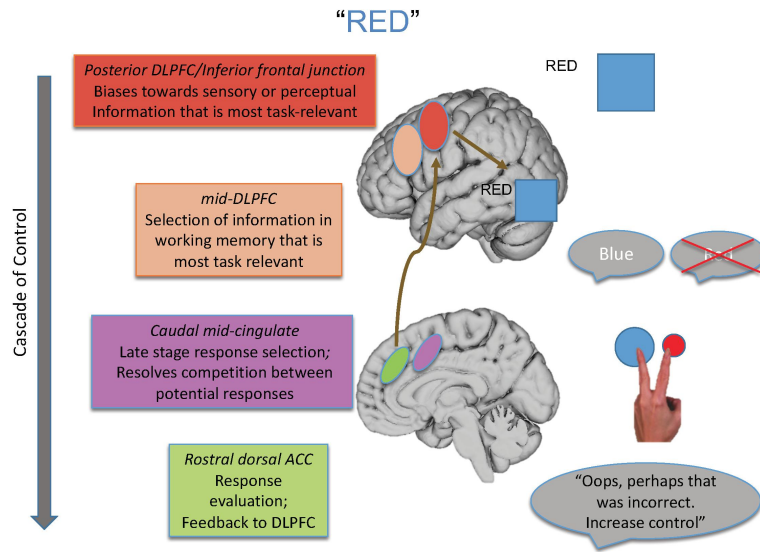 “RED”
Posterior DLPFC/Inferior frontal junction
Biases towards sensory or perceptual
Information that is most task-relevant
RED
mid-DLPFC
Selection of information in
working memory that is
most task relevant
RED
Blue
Red
Cascade of Control
Caudal mid-cingulate
Late stage response selection;
Resolves competition between
potential responses
Rostral dorsal ACC
Response
evaluation;
Feedback to DLPFC
“Oops, perhaps that
was incorrect.
Increase control”